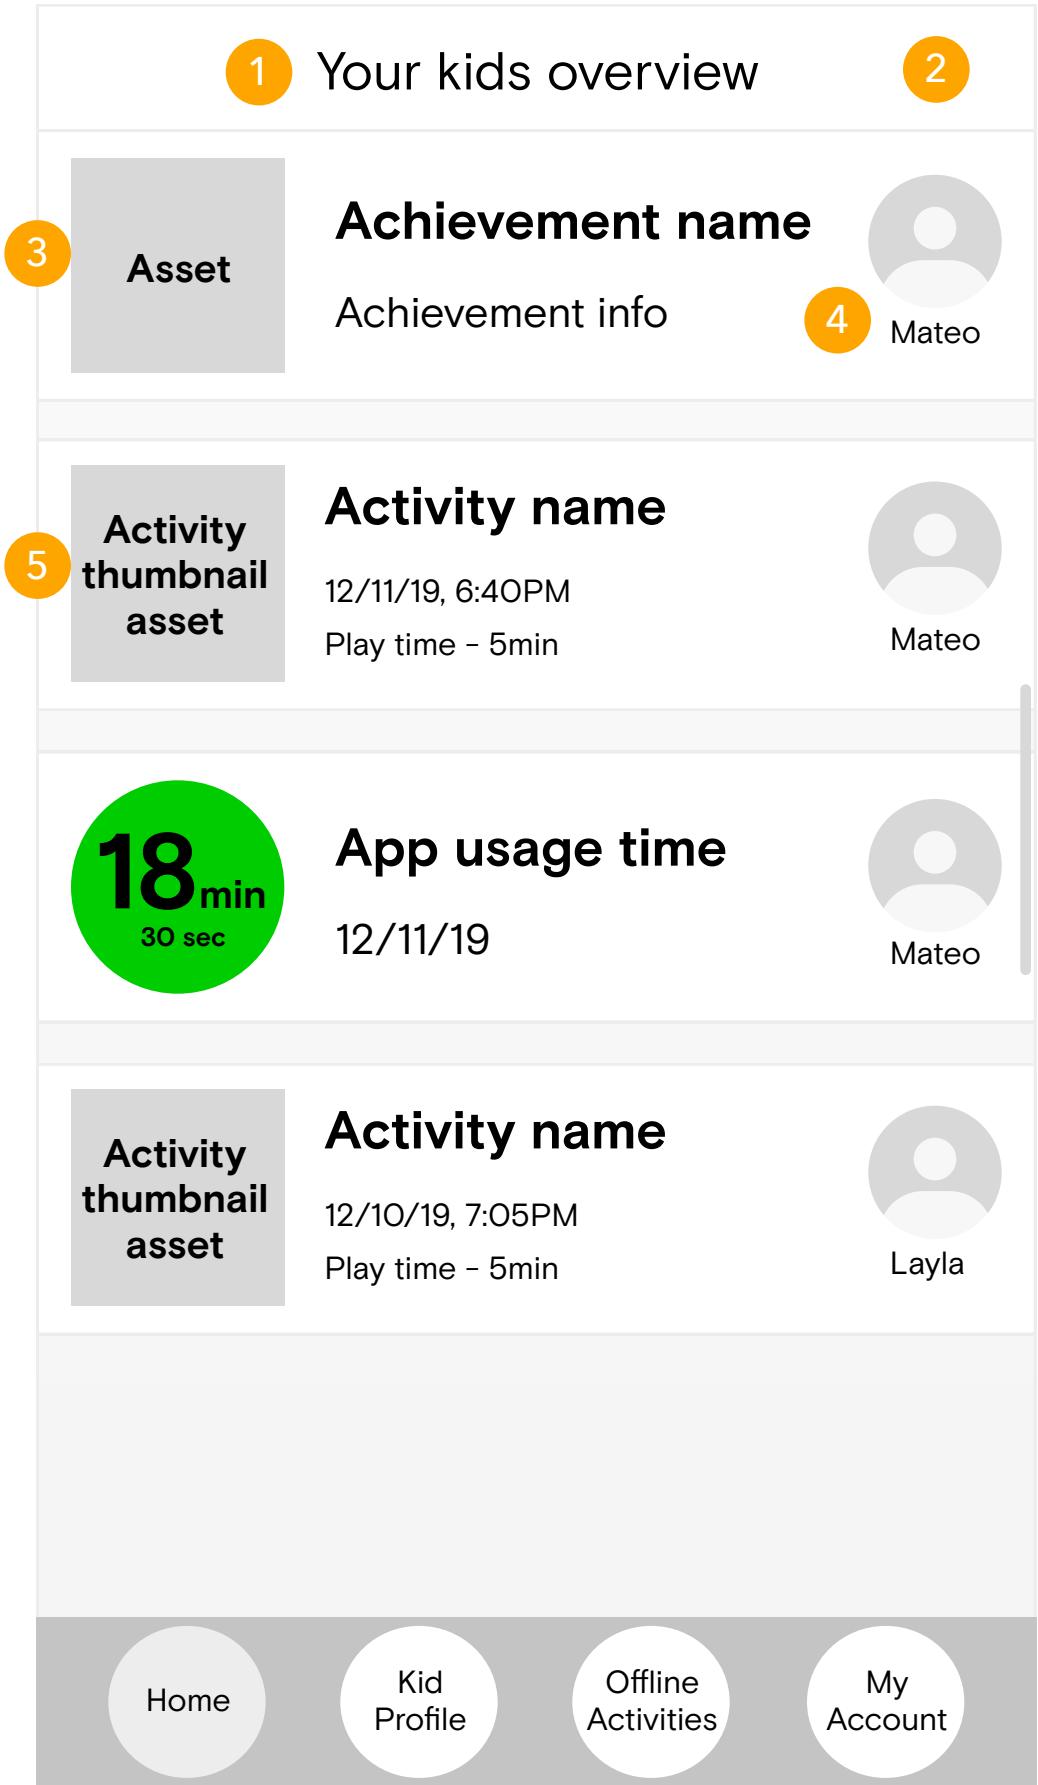 1 Your kids overview 2
3 Asset
Achievement name
Achievement info
4 Mateo
5 Activity
thumbnail
asset
Activity name
12/11/19, 6:40PM
Play time - 5min
Mateo
18 min
30 sec
App usage time
12/11/19
Mateo
Activity
thumbnail
asset
Activity name
12/10/19, 7:05PM
Play time - 5min
Layla
Home
Kid
Profile
Offline
Activities
My
Account